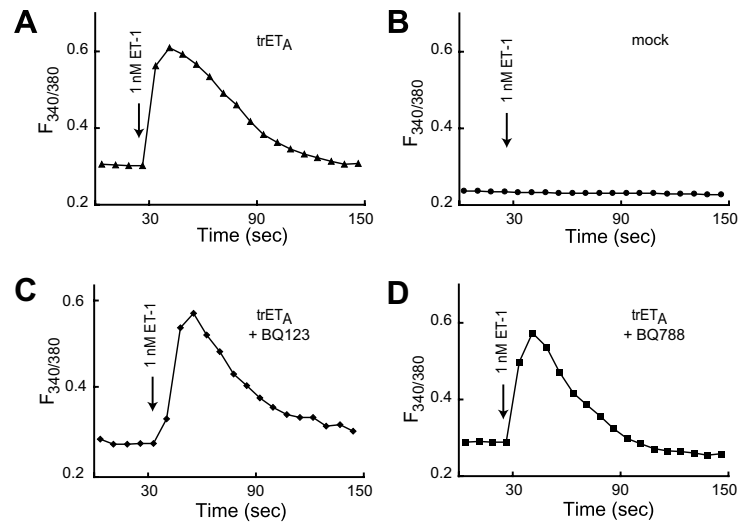 A
trETA
1 nM ET-1
F340/380
0.6
0.4
0.2
30
90
150
Time (sec)
B
mock
1 nM ET-1
F340/380
0.6
0.4
0.2
30
90
150
Time (sec)
C
trETA
+ BQ123
1 nM ET-1
F340/380
0.6
0.4
0.2
30
90
150
Time (sec)
D
trETA
+ BQ788
1 nM ET-1
F340/380
0.6
0.4
0.2
30
90
150
Time (sec)